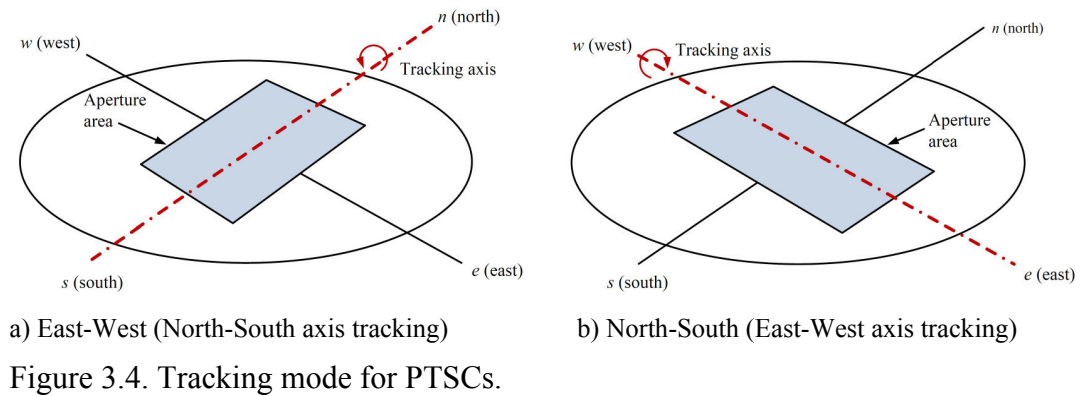 n (north)
w (west)
Tracking axis
Aperture
area
s (south)
e (east)
n (north)
w (west)
Tracking axis
Aperture
area
s (south)
e (east)
a) East-West (North-South axis tracking)
b) North-South (East-West axis tracking)
Figure 3.4. Tracking mode for PTSCs.